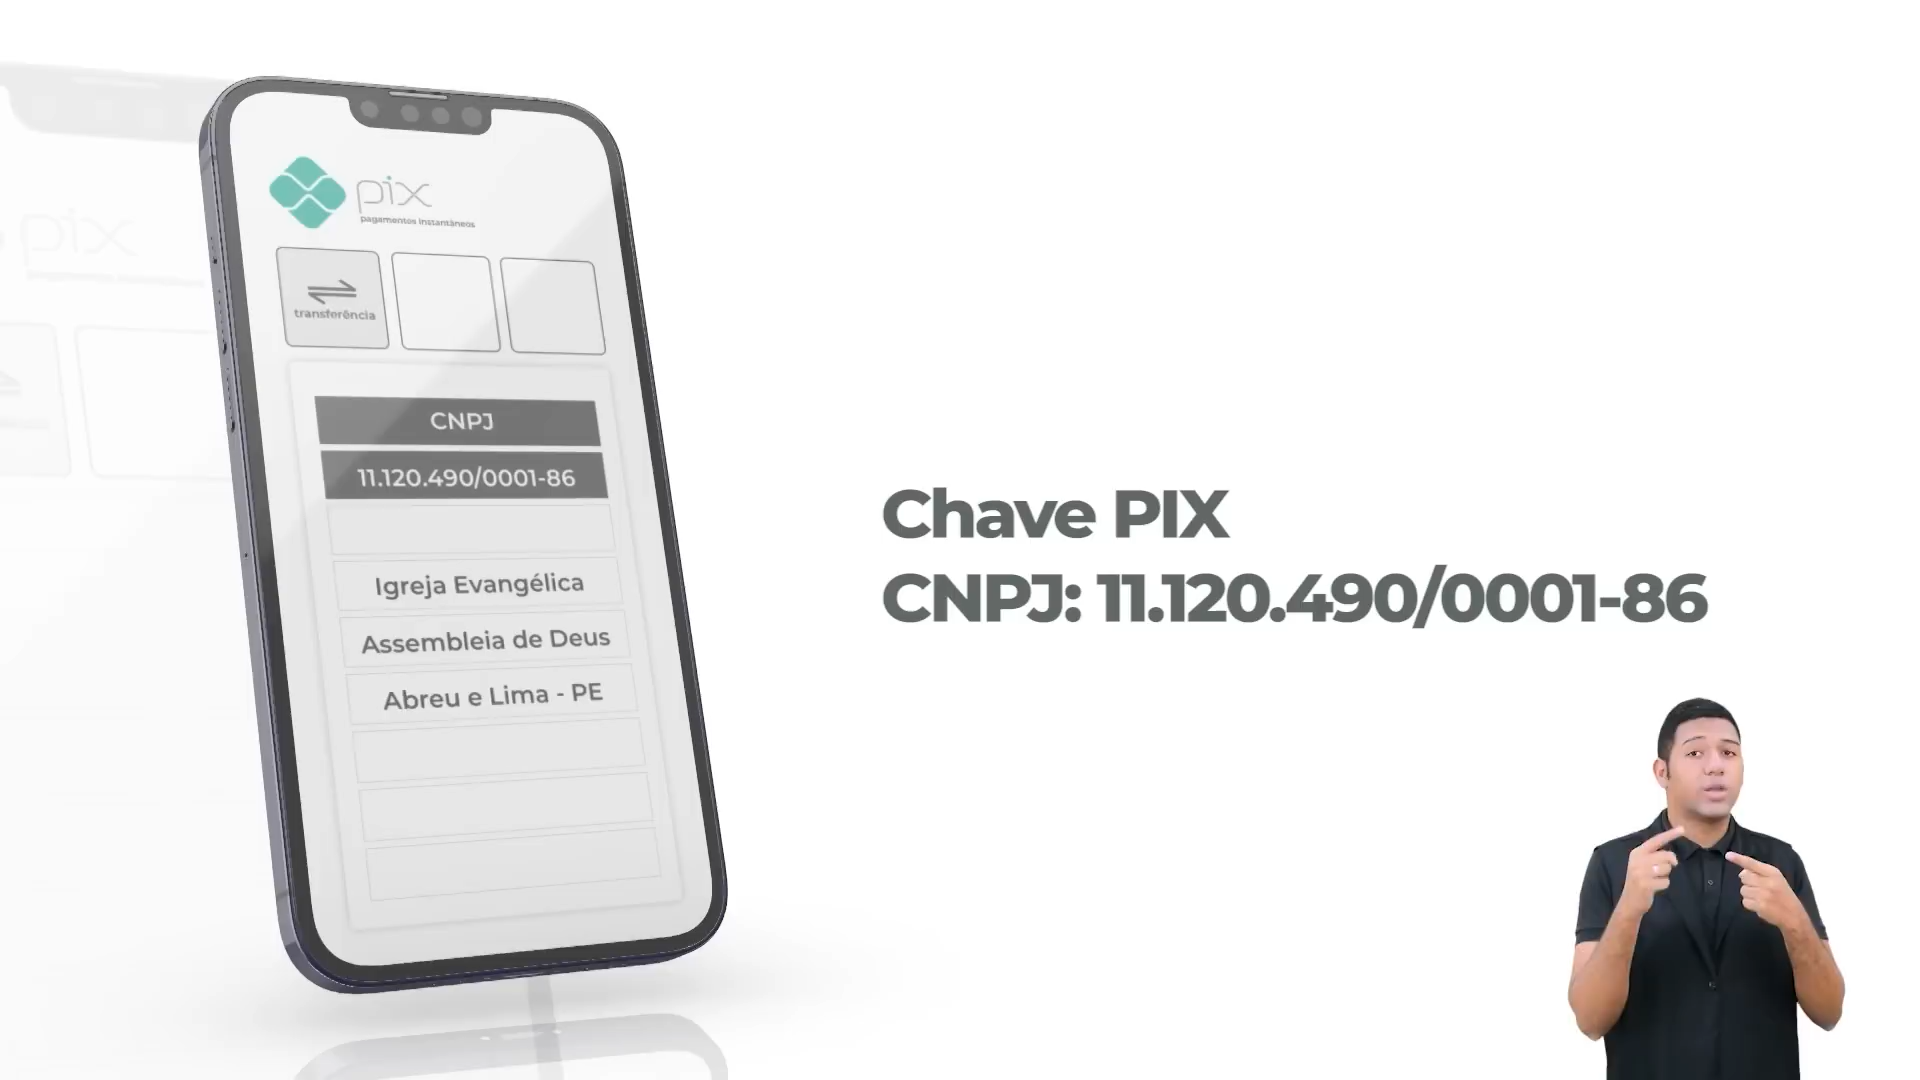 pix
pagamentos instantâneos
transferência
CNPJ
11.120.490/0001-86
Igreja Evangélica
Assembleia de Deus
Abreu e Lima - PE
Chave PIX
CNPJ: 11.120.490/0001-86
pix